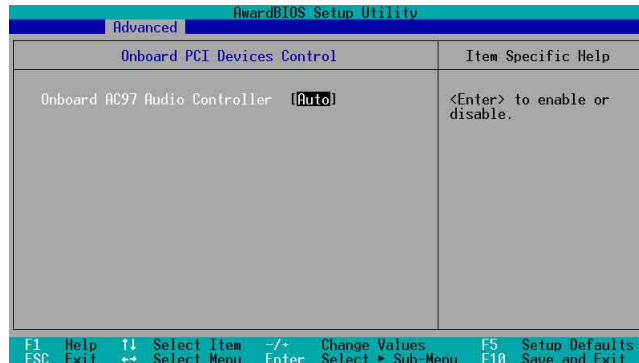 AwardBIOS Setup Utility
Advanced
Onboard PCI Devices Control
Item Specific Help
Onboard AC97 Audio Controller [Auto]
<Enter> to enable or
disable.
F1 Help ↑↓ Select Item -/+ Change Values F5 Setup Defaults
ESC Exit ←→ Select Menu Enter Select ► Sub-Menu F10 Save and Exit